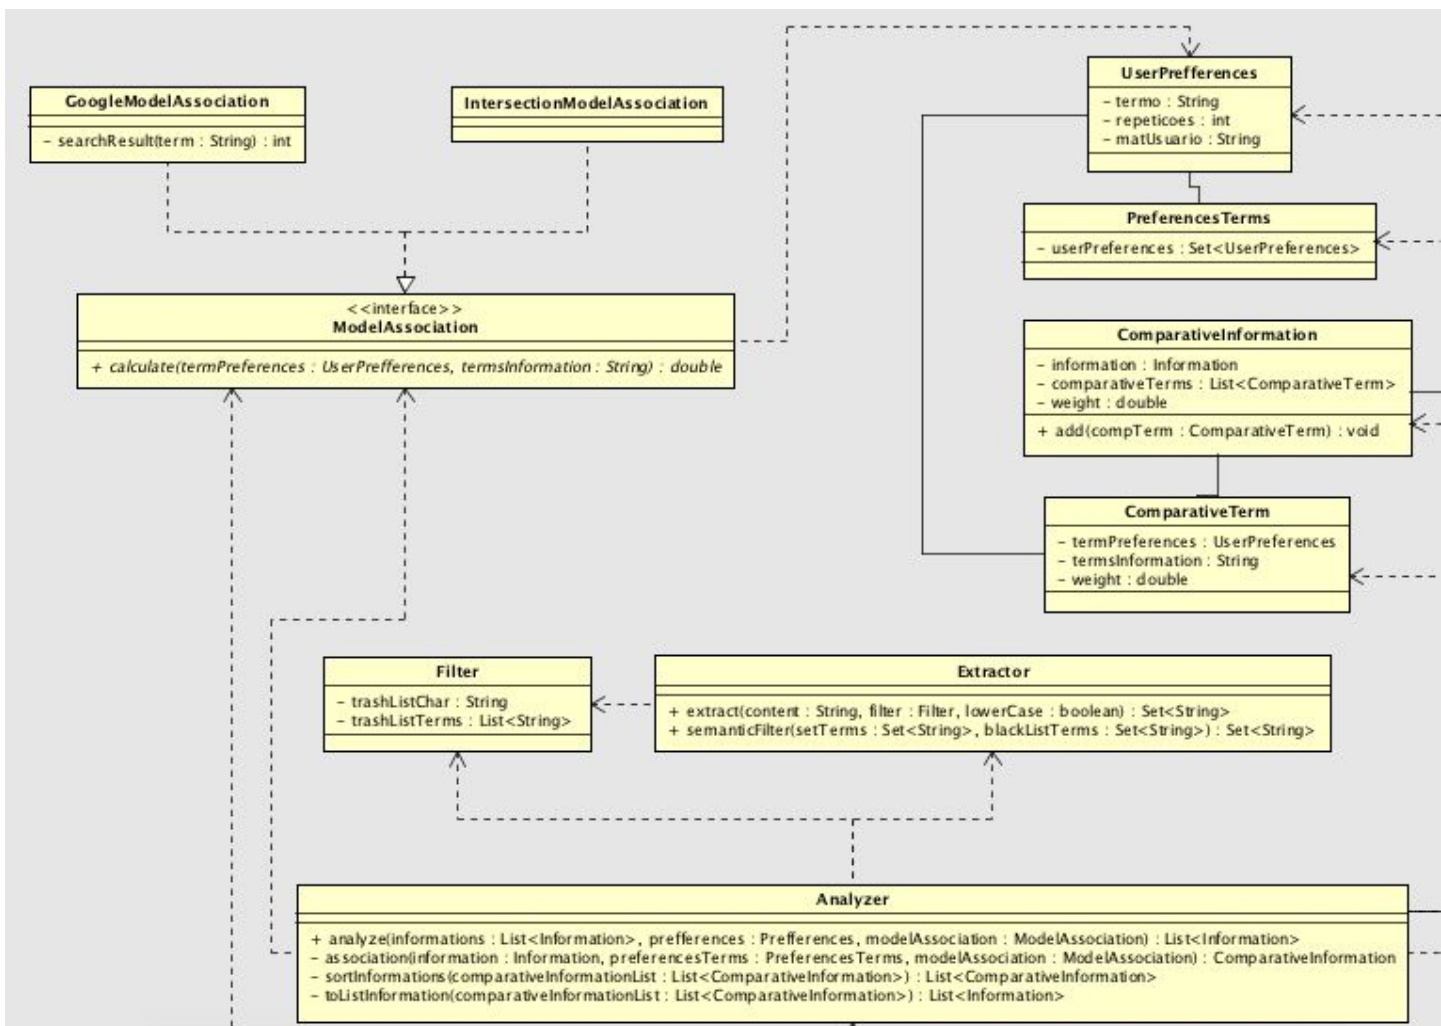 GoogleModelAssociation
- searchResult(term : String) : int
IntersectionModelAssociation
UserPrefferences
- termo : String
- repeticoes : int
- matUsuario : String
PreferencesTerms
- userPreferences : Set<UserPreferences>
<<interface>>
ModelAssociation
+ calculate(termPreferences : UserPrefferences, termsInformation : String) : double
ComparativeInformation
- information : Information
- comparativeTerms : List<ComparativeTerm>
- weight : double
+ add(compTerm : ComparativeTerm) : void
ComparativeTerm
- termPreferences : UserPreferences
- termsInformation : String
- weight : double
Filter
- trashListChar : String
- trashListTerms : List<String>
Extractor
+ extract(content : String, filter : Filter, lowerCase : boolean) : Set<String>
+ semanticFilter(setTerms : Set<String>, blackListTerms : Set<String>) : Set<String>
Analyzer
+ analyze(informations : List<Information>, prefferences : Prefferences, modelAssociation : ModelAssociation) : List<Information>
- association(information : Information, preferencesTerms : PreferencesTerms, modelAssociation : ModelAssociation) : ComparativeInformation
- sortInformations(comparativeInformationList : List<ComparativeInformation>) : List<ComparativeInformation>
- toListInformation(comparativeInformationList : List<ComparativeInformation>) : List<Information>